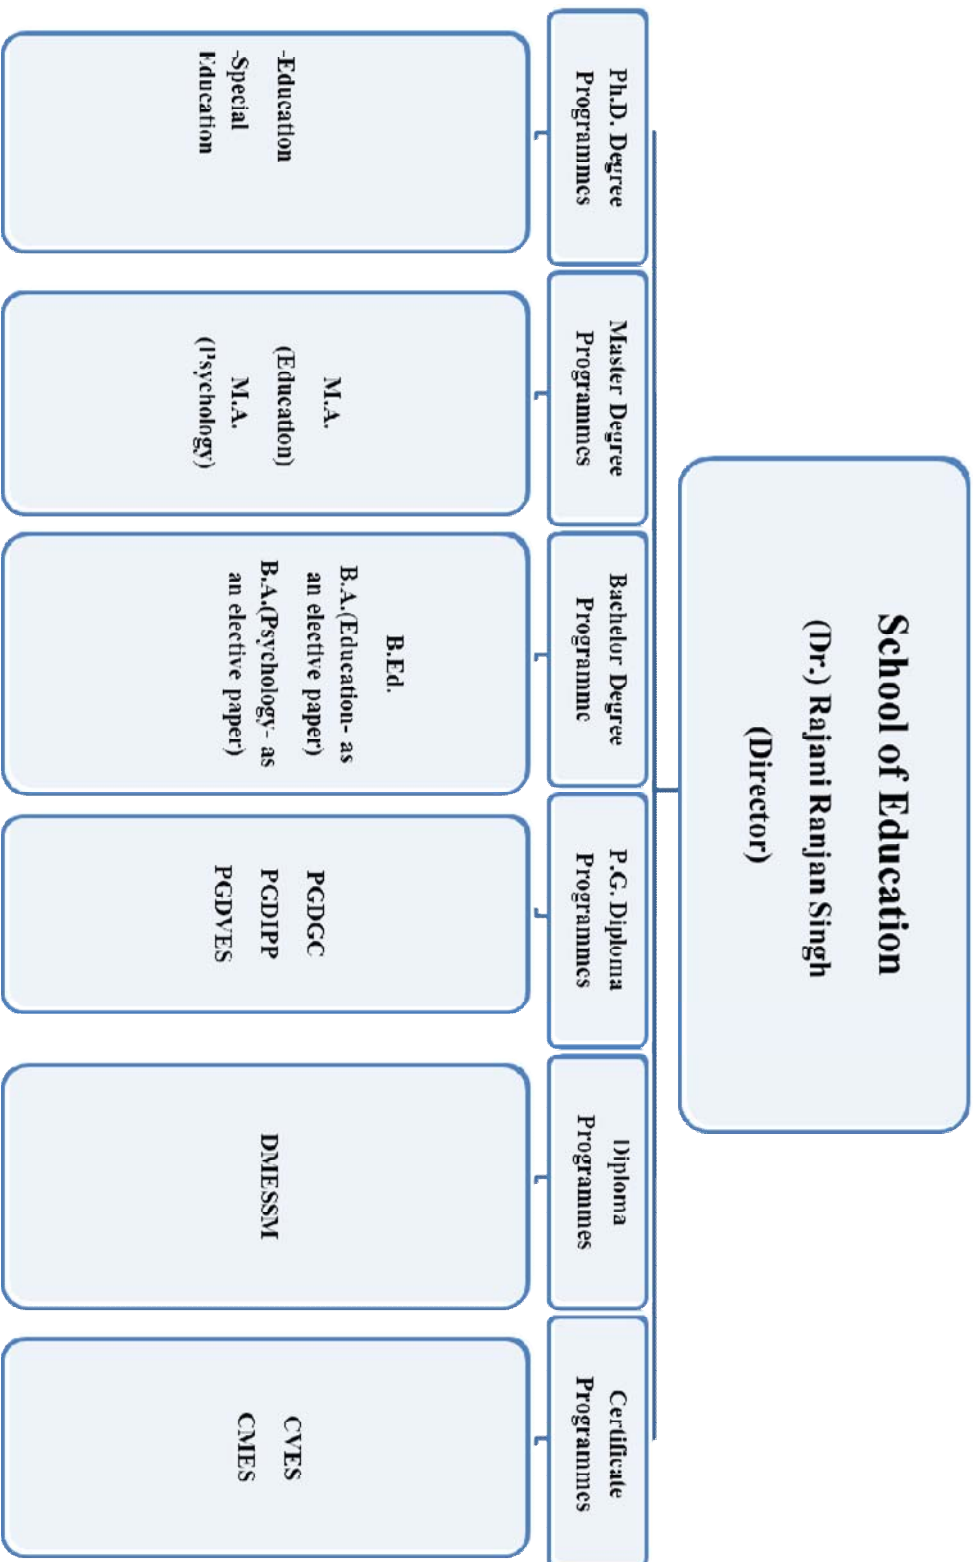 School of Education
(Dr.) Rajani Ranjan Singh
(Director)
Ph.D. Degree
Programmes
-Education
-Special
Education
Master Degree
Programmes
M.A.
(Education)
M.A.
(Psychology)
Bachelor Degree
Programme
B.Ed.
B.A.(Education- as
an elective paper)
B.A.(Psychology- as
an elective paper)
P.G. Diploma
Programmes
PGDGC
PGDIPP
PGDVES
Diploma
Programmes
DMESSM
Certificate
Programmes
CVES
CMES